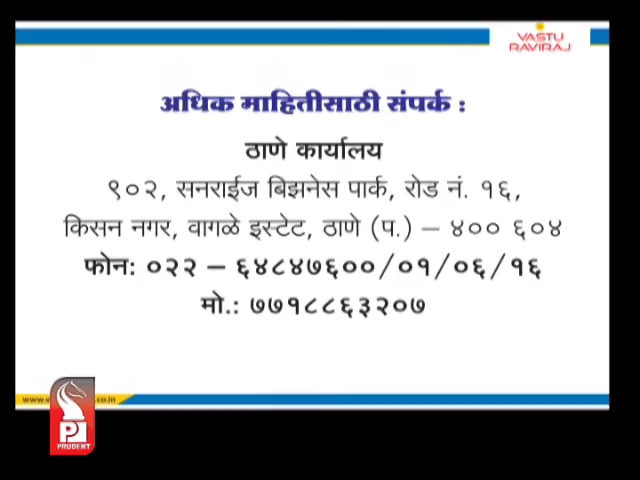 VASTU
RAVIRAJ
अधिक माहितीसाठी संपर्क :
ठाणे कार्यालय
९०२, सनराईज बिझनेस पार्क, रोड नं. १६,
किसन नगर, वागळे इस्टेट, ठाणे (प.) – ४०० ६०४
फोन: ०२२ – ६४८४७६००/०१/०६/१६
मो.: ७७१८८६३२०७
PRUDENT